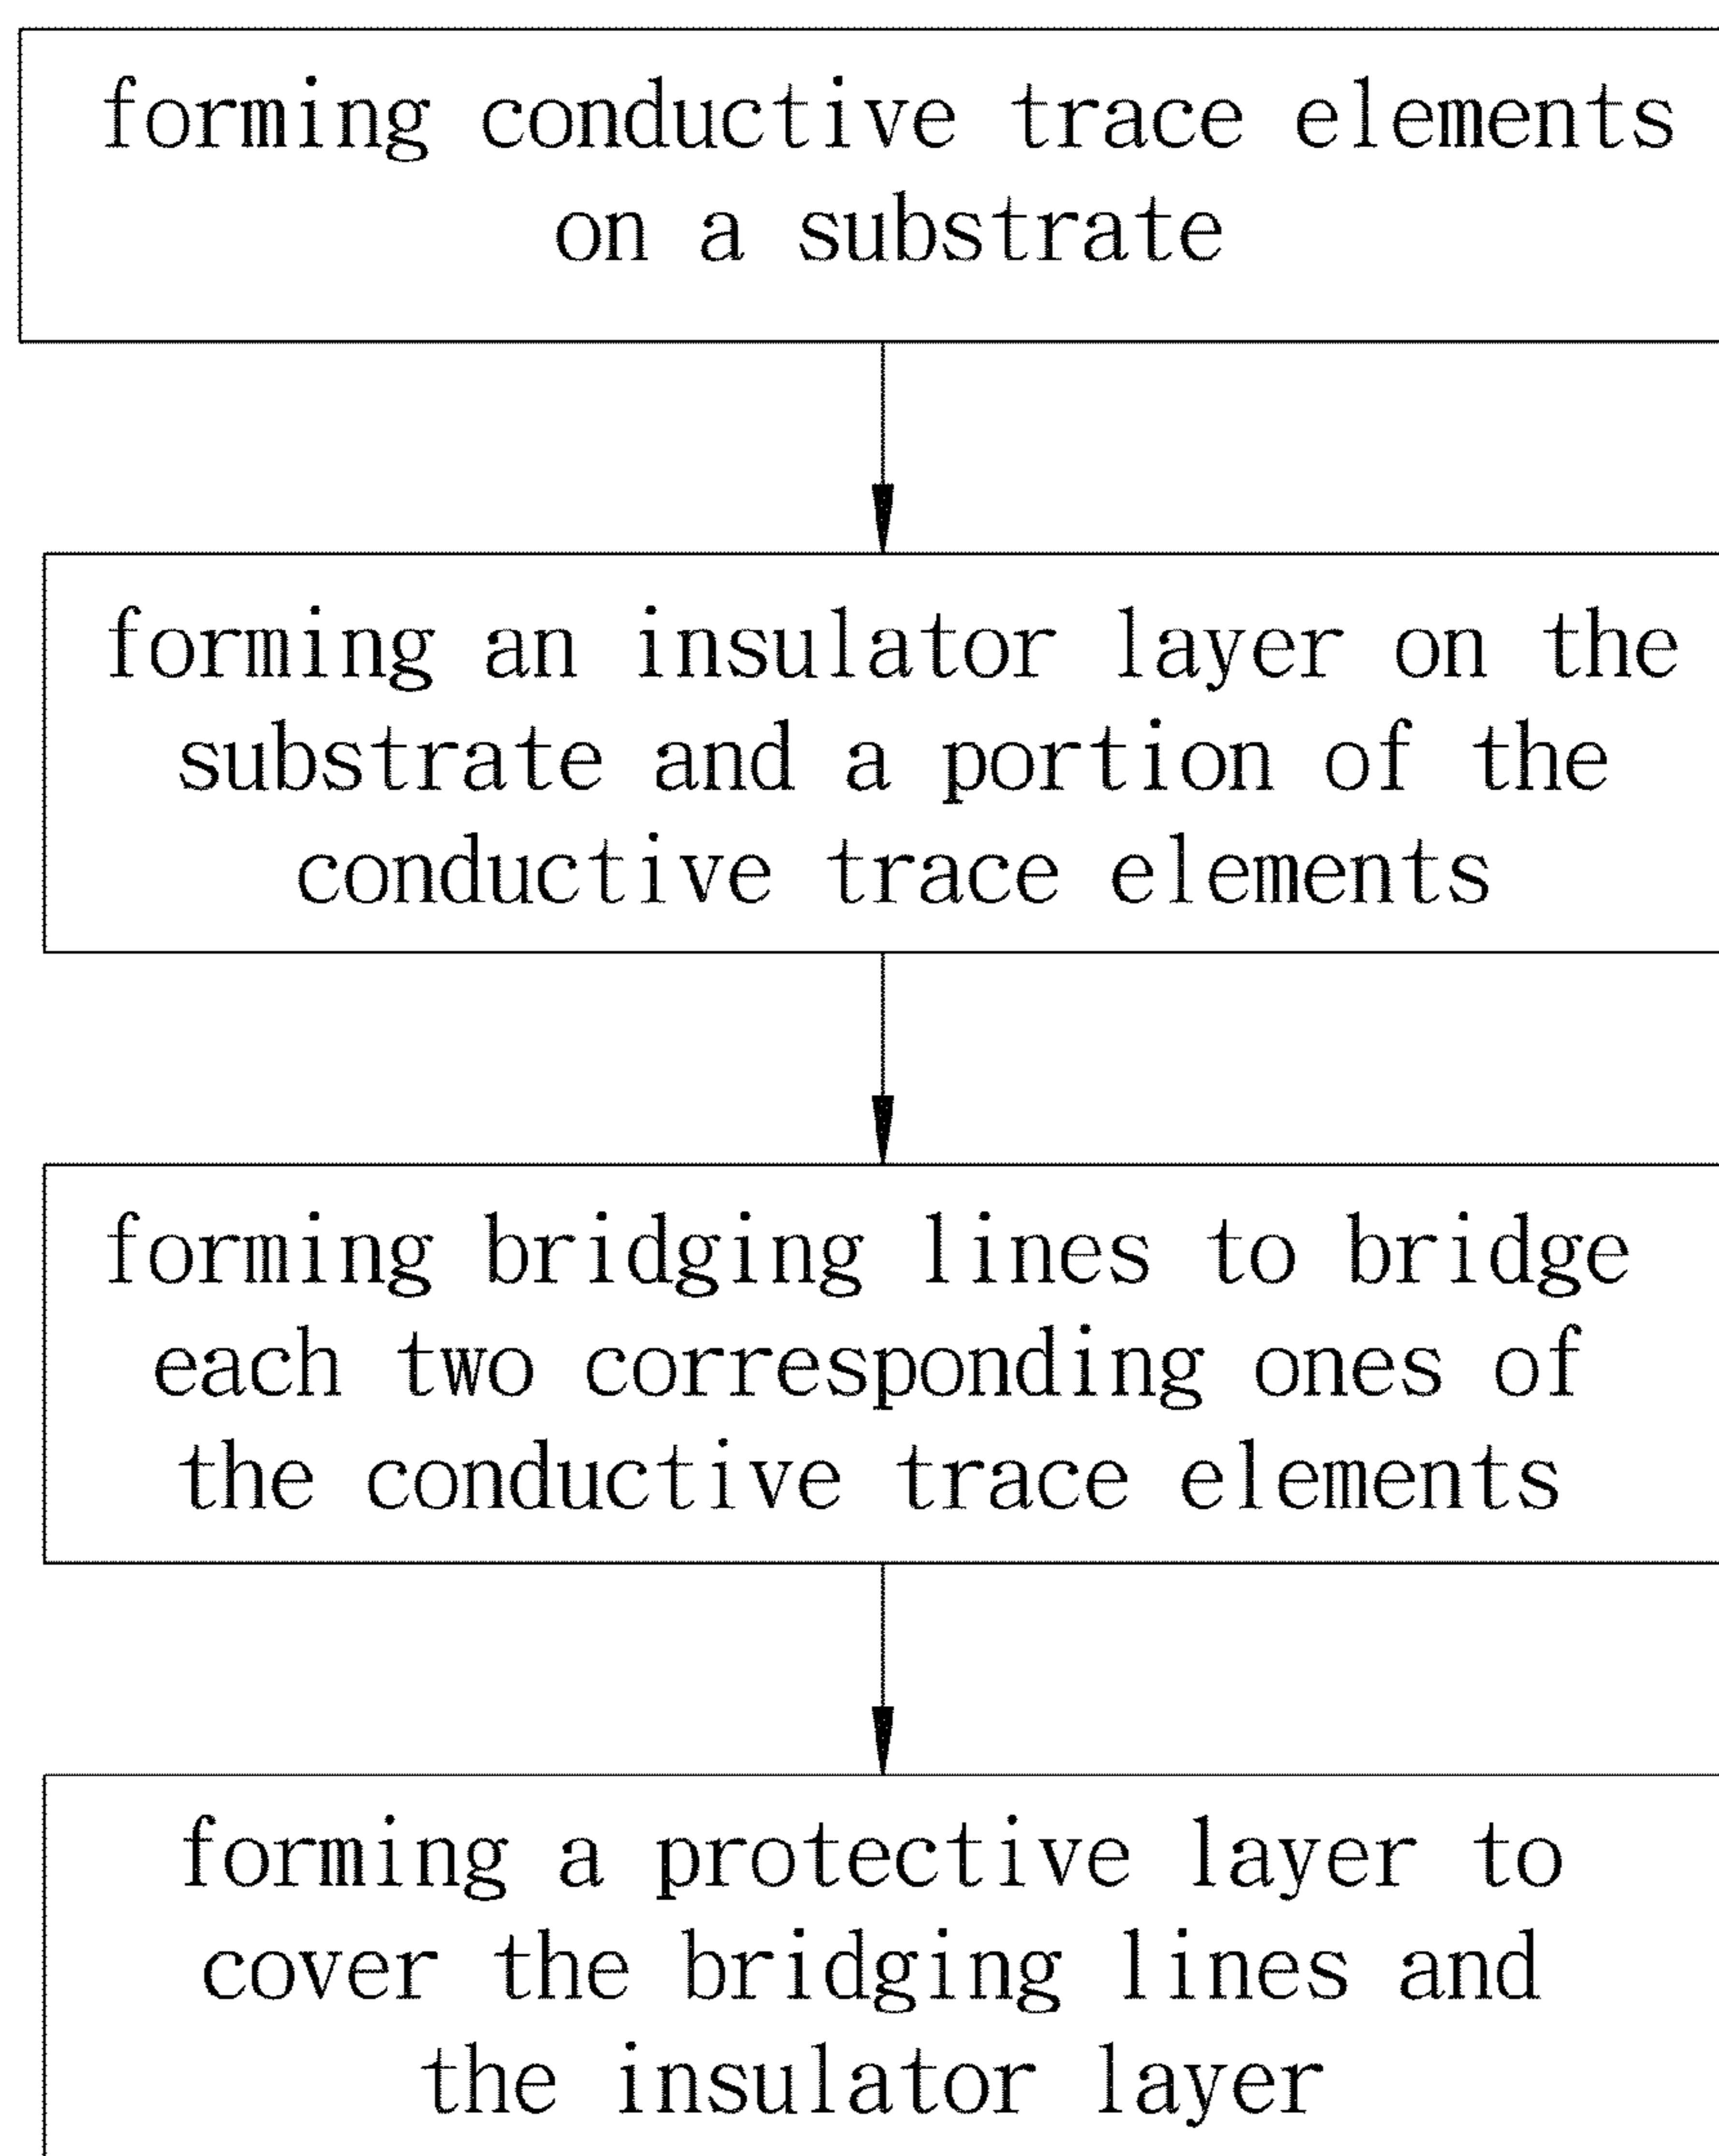 forming conductive trace elements
on a substrate
forming an insulator layer on the
substrate and a portion of the
conductive trace elements
forming bridging lines to bridge
each two corresponding ones of
the conductive trace elements
forming a protective layer to
cover the bridging lines and
the insulator layer